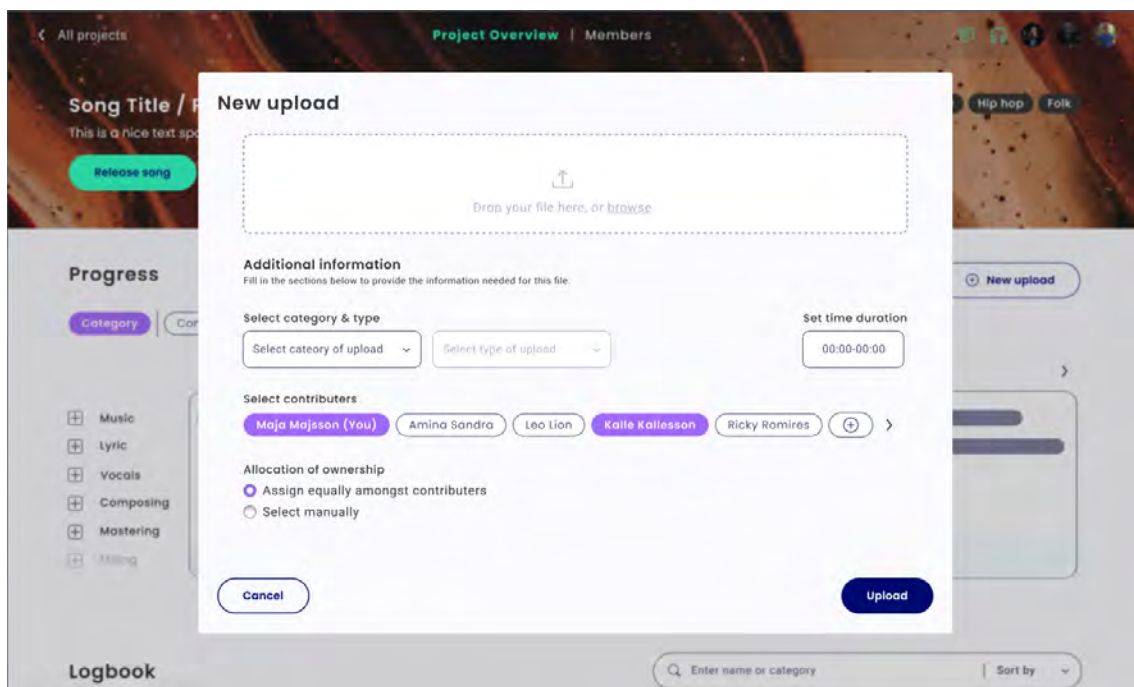 All projects
Project Overview | Members
Song Title /
New upload
Hip hop Folk
This is a nice text
Release song
Drop your file here, or browse
Additional information
Fill in the sections below to provide the information needed for this file.
Progress
New upload
Category
Select category & type
Set time duration
Select cateory of upload
Select type of upload
00:00-00:00
Select contributers
Maja Majsson (You)
Amina Sandra
Leo Lion
Kalle Kallesson
Ricky Romires
Music
Lyric
Vocals
Composing
Mastering
Allocation of ownership
Assign equally amongst contributers
Select manually
Cancel
Upload
Logbook
Enter name or category
| Sort by